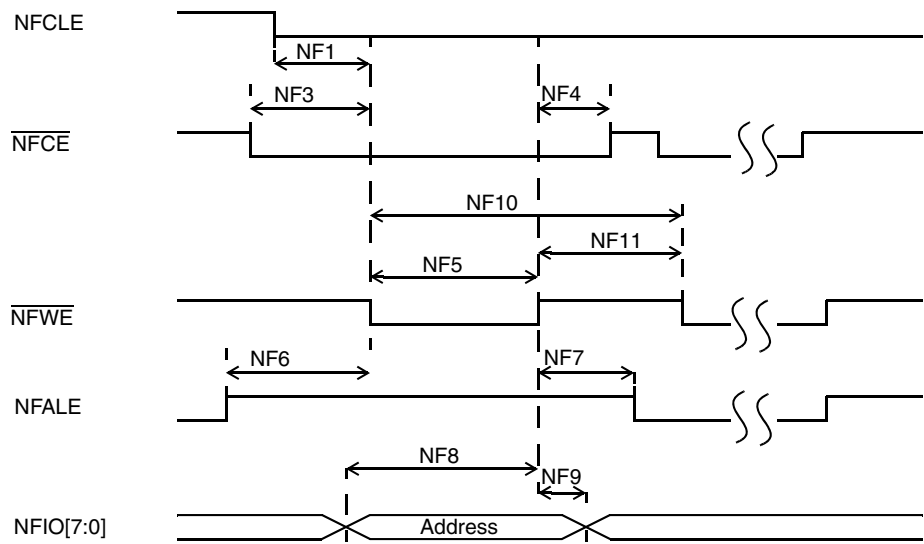 NFCLE
NF1
NF3
NF4
NFCE
NF10
NF11
NF5
NFWE
NF6
NF7
NFALE
NF8
NF9
NFIO[7:0]
Address